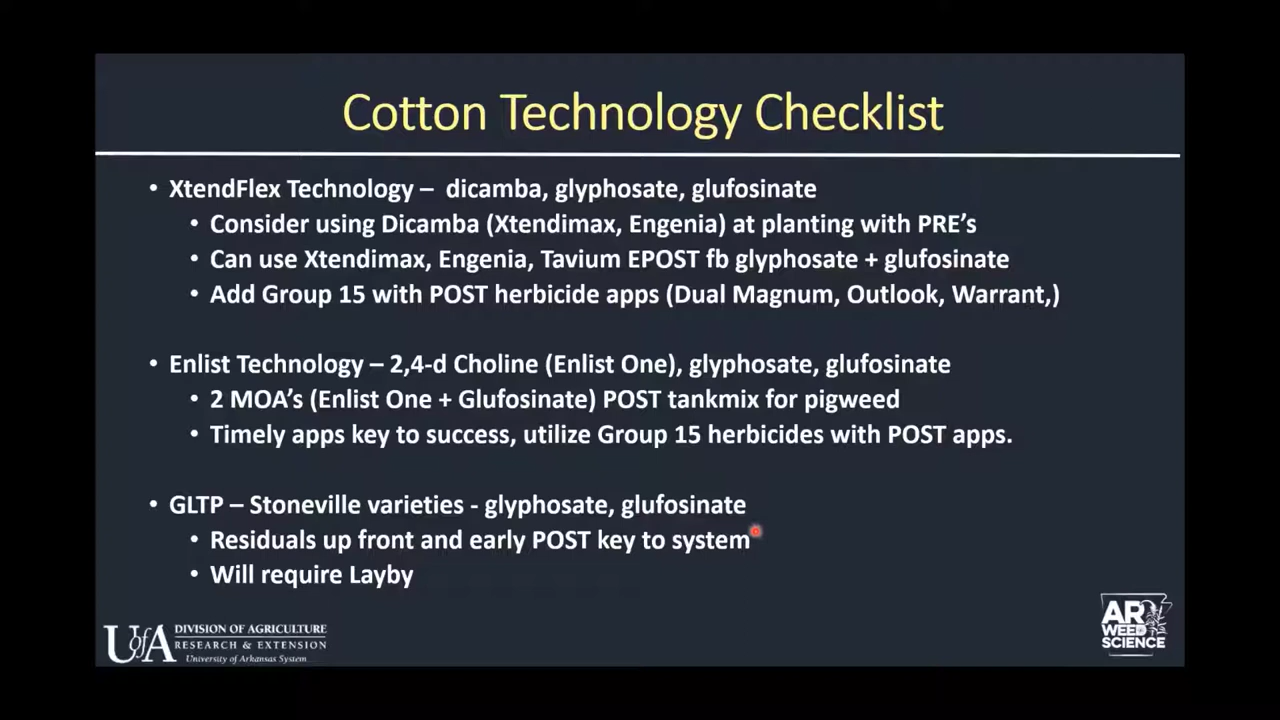 Cotton Technology Checklist
• XtendFlex Technology – dicamba, glyphosate, glufosinate
• Consider using Dicamba (Xtendimax, Engenia) at planting with PRE’s
• Can use Xtendimax, Engenia, Tavium EPOST fb glyphosate + glufosinate
• Add Group 15 with POST herbicide apps (Dual Magnum, Outlook, Warrant,)
• Enlist Technology – 2,4-d Choline (Enlist One), glyphosate, glufosinate
• 2 MOA’s (Enlist One + Glufosinate) POST tankmix for pigweed
• Timely apps key to success, utilize Group 15 herbicides with POST apps.
• GLTP – Stoneville varieties - glyphosate, glufosinate
• Residuals up front and early POST key to system
• Will require Layby
UofA
DIVISION OF AGRICULTURE
RESEARCH & EXTENSION
University of Arkansas System
AR
WEED
SCIENCE